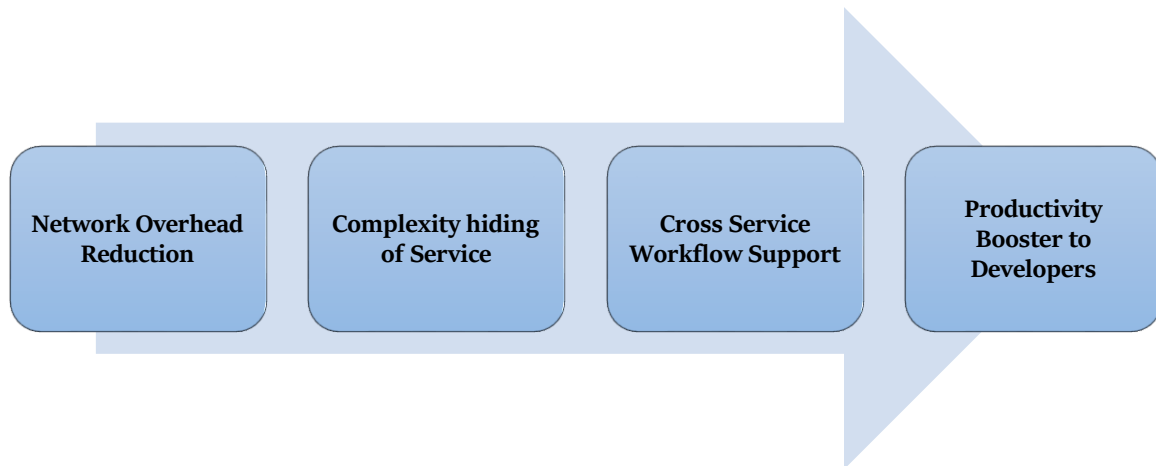 Network Overhead
Reduction
Complexity hiding
of Service
Cross Service
Workflow Support
Productivity
Booster to
Developers